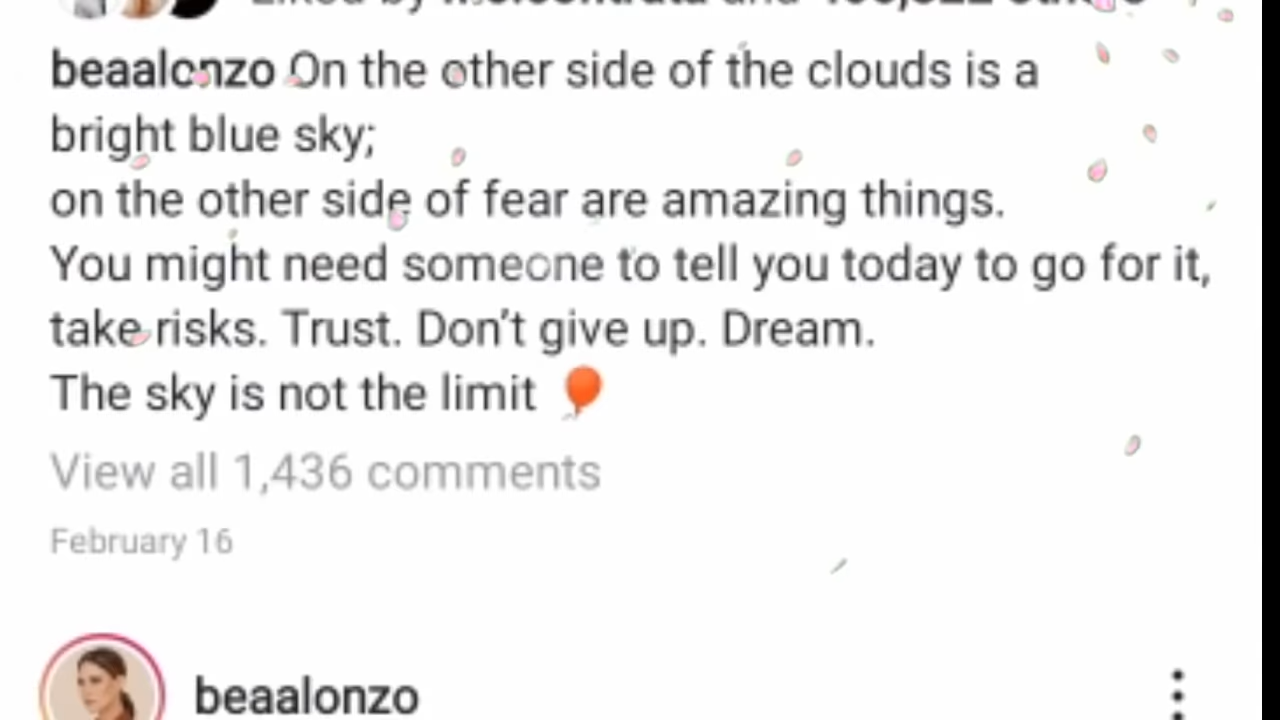 beaalonzo On the other side of the clouds is a
bright blue sky;
on the other side of fear are amazing things.
You might need someone to tell you today to go for it,
take risks. Trust. Don't give up. Dream.
The sky is not the limit 🎈
View all 1,436 comments
February 16
beaalonzo